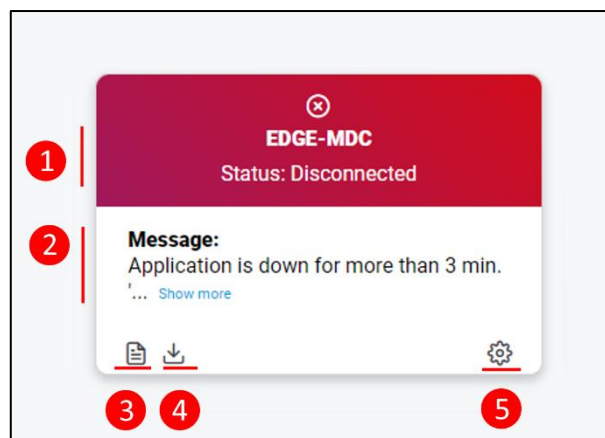 EDGE-MDC
1
Status: Disconnected
2
Message:
Application is down for more than 3 min.
'... Show more
3
4
5